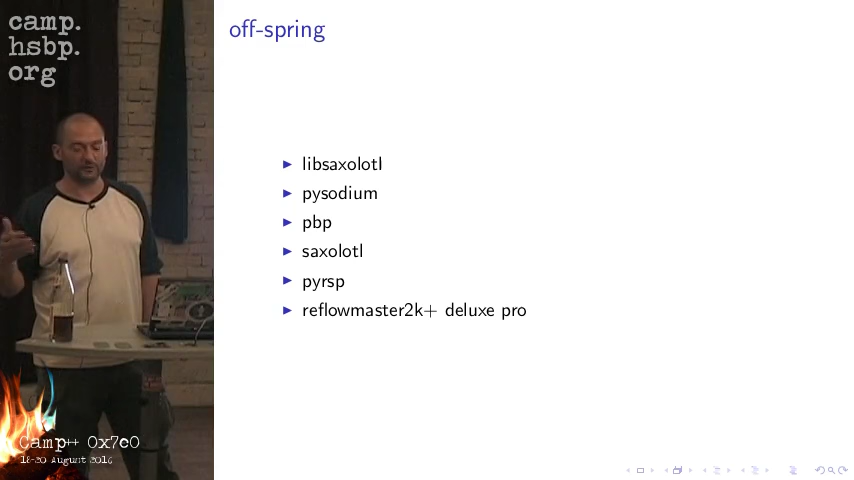 camp.
hsbp.
org
off-spring
libsaxolotl
pysodium
pbp
saxolotl
pyrsp
reflowmaster2k+ deluxe pro
Camp++ 0x7e0
18-20 August 2016